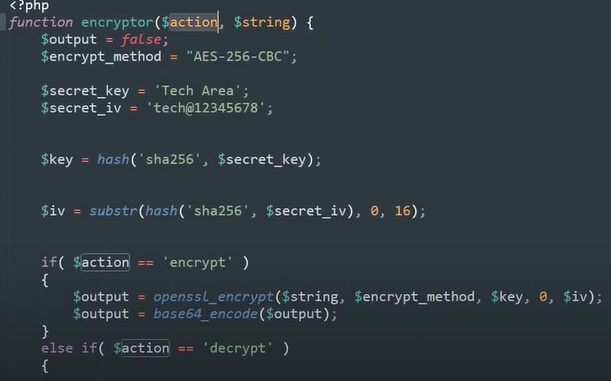 <?php
function encryptor($action, $string) {
$output = false;
$encrypt_method = "AES-256-CBC";
$secret_key = 'Tech Area';
$secret_iv = 'tech@12345678';
$key = hash('sha256', $secret_key);
$iv = substr(hash('sha256', $secret_iv), 0, 16);
if( $action == 'encrypt' )
{
$output = openssl_encrypt($string, $encrypt_method, $key, 0, $iv);
$output = base64_encode($output);
}
else if( $action == 'decrypt' )
{